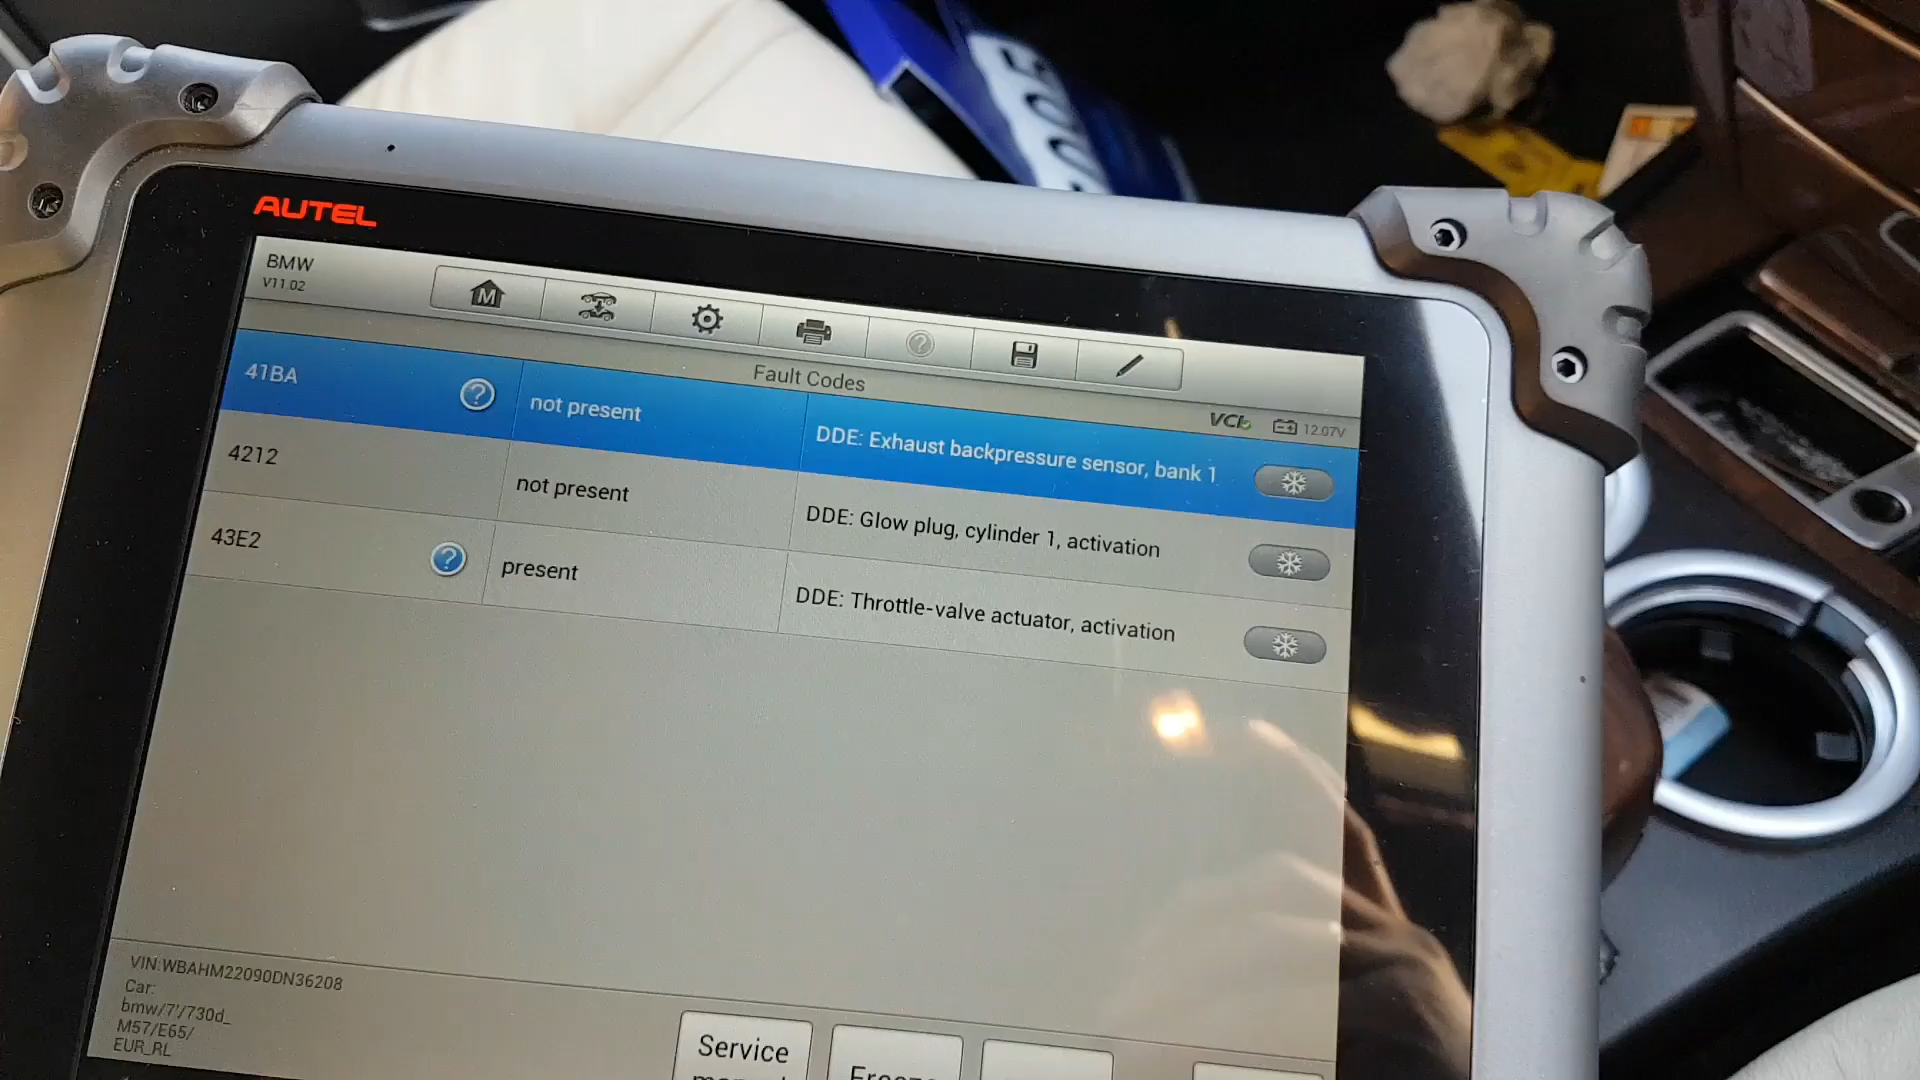 AUTEL
BMW
V11.02
M
?
Fault Codes
VCI
12.07V
41BA ? not present DDE: Exhaust backpressure sensor, bank 1
4212 not present DDE: Glow plug, cylinder 1, activation
43E2 ? present DDE: Throttle-valve actuator, activation
VIN:WBAHM22090DN36208
Car:
bmw/7'/730d_
M57/E65/
EUR_RL
Service